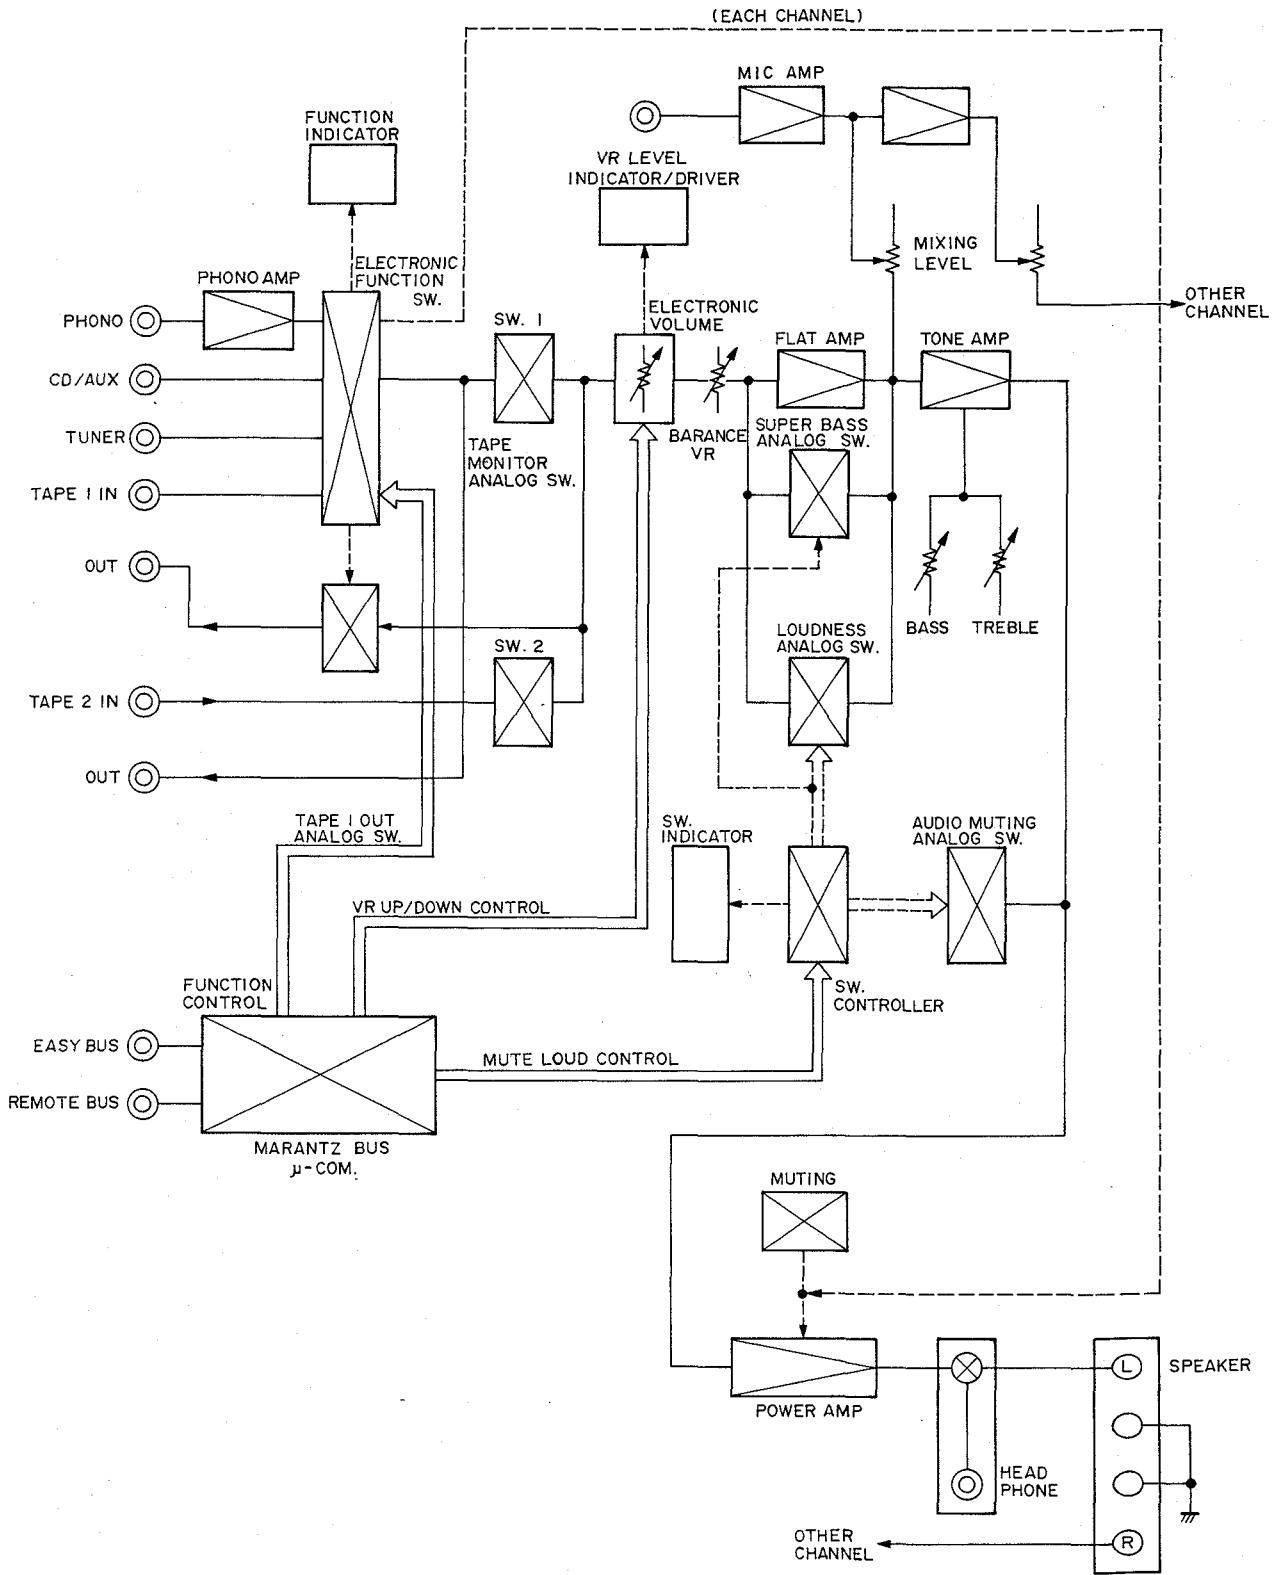 (EACH CHANNEL)
MIC AMP
FUNCTION
INDICATOR
VR LEVEL
INDICATOR/DRIVER
MIXING
LEVEL
ELECTRONIC
FUNCTION
SW.
PHONO AMP
OTHER
CHANNEL
PHONO
SW. 1
ELECTRONIC
VOLUME
FLAT AMP
TONE AMP
CD/AUX
TUNER
TAPE
MONITOR
ANALOG SW.
BARANCE
VR
SUPER BASS
ANALOG SW.
TAPE 1 IN
OUT
BASS
TREBLE
LOUDNESS
ANALOG SW.
SW. 2
TAPE 2 IN
OUT
TAPE 1 OUT
ANALOG SW.
SW.
INDICATOR
AUDIO MUTING
ANALOG SW.
VR UP/DOWN CONTROL
FUNCTION
CONTROL
SW.
CONTROLLER
EASY BUS
MUTE LOUD CONTROL
REMOTE BUS
MARANTZ BUS
µ-COM.
MUTING
L
SPEAKER
POWER AMP
HEAD
PHONE
OTHER
CHANNEL
R